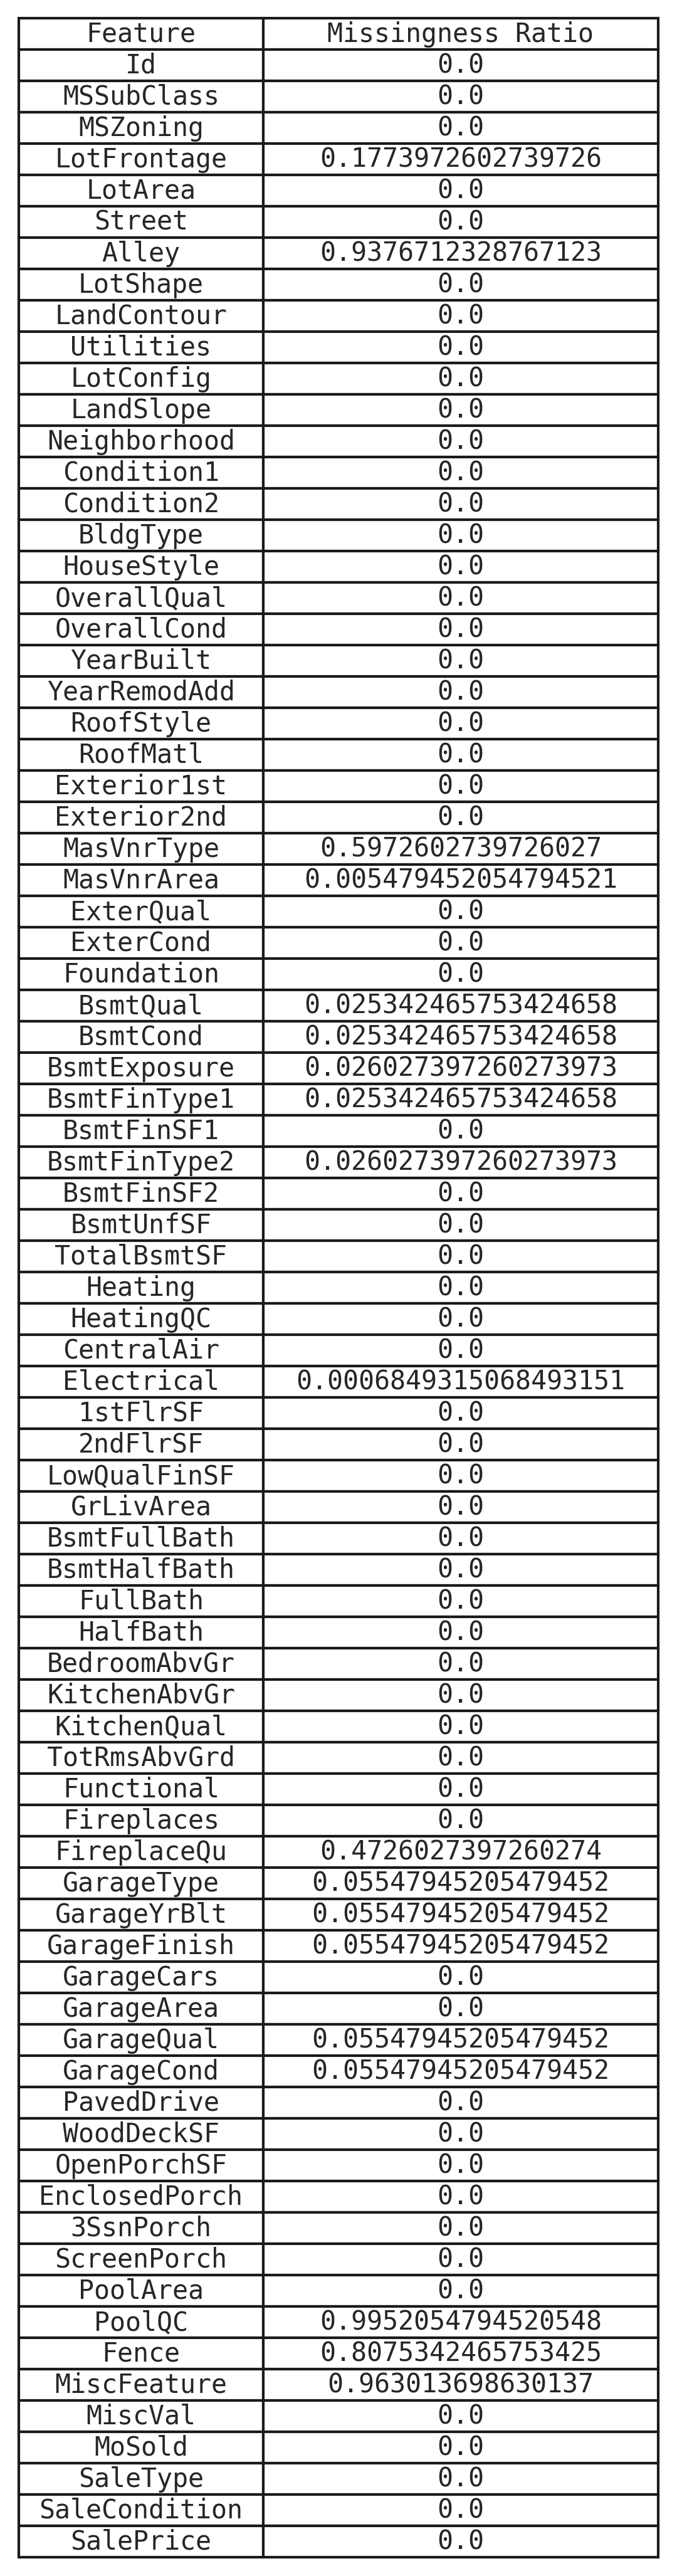 Feature Missingness Ratio
Id 0.0
MSSubClass 0.0
MSZoning 0.0
LotFrontage 0.1773972602739726
LotArea 0.0
Street 0.0
Alley 0.9376712328767123
LotShape 0.0
LandContour 0.0
Utilities 0.0
LotConfig 0.0
LandSlope 0.0
Neighborhood 0.0
Condition1 0.0
Condition2 0.0
BldgType 0.0
HouseStyle 0.0
OverallQual 0.0
OverallCond 0.0
YearBuilt 0.0
YearRemodAdd 0.0
RoofStyle 0.0
RoofMatl 0.0
Exterior1st 0.0
Exterior2nd 0.0
MasVnrType 0.5972602739726027
MasVnrArea 0.005479452054794521
ExterQual 0.0
ExterCond 0.0
Foundation 0.0
BsmtQual 0.025342465753424658
BsmtCond 0.025342465753424658
BsmtExposure 0.026027397260273973
BsmtFinType1 0.025342465753424658
BsmtFinSF1 0.0
BsmtFinType2 0.026027397260273973
BsmtFinSF2 0.0
BsmtUnfSF 0.0
TotalBsmtSF 0.0
Heating 0.0
HeatingQC 0.0
CentralAir 0.0
Electrical 0.0006849315068493151
1stFlrSF 0.0
2ndFlrSF 0.0
LowQualFinSF 0.0
GrLivArea 0.0
BsmtFullBath 0.0
BsmtHalfBath 0.0
FullBath 0.0
HalfBath 0.0
BedroomAbvGr 0.0
KitchenAbvGr 0.0
KitchenQual 0.0
TotRmsAbvGrd 0.0
Functional 0.0
Fireplaces 0.0
FireplaceQu 0.4726027397260274
GarageType 0.05547945205479452
GarageYrBlt 0.05547945205479452
GarageFinish 0.05547945205479452
GarageCars 0.0
GarageArea 0.0
GarageQual 0.05547945205479452
GarageCond 0.05547945205479452
PavedDrive 0.0
WoodDeckSF 0.0
OpenPorchSF 0.0
EnclosedPorch 0.0
3SsnPorch 0.0
ScreenPorch 0.0
PoolArea 0.0
PoolQC 0.9952054794520548
Fence 0.8075342465753425
MiscFeature 0.963013698630137
MiscVal 0.0
MoSold 0.0
SaleType 0.0
SaleCondition 0.0
SalePrice 0.0